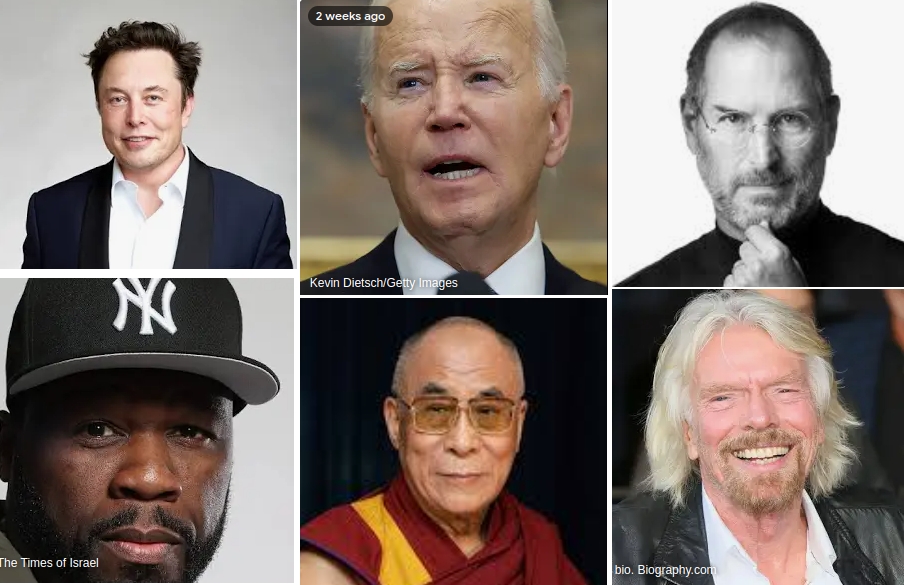 2 weeks ago
Kevin Dietsch/Getty Images
NY
The Times of Israel
bio. Biography.com